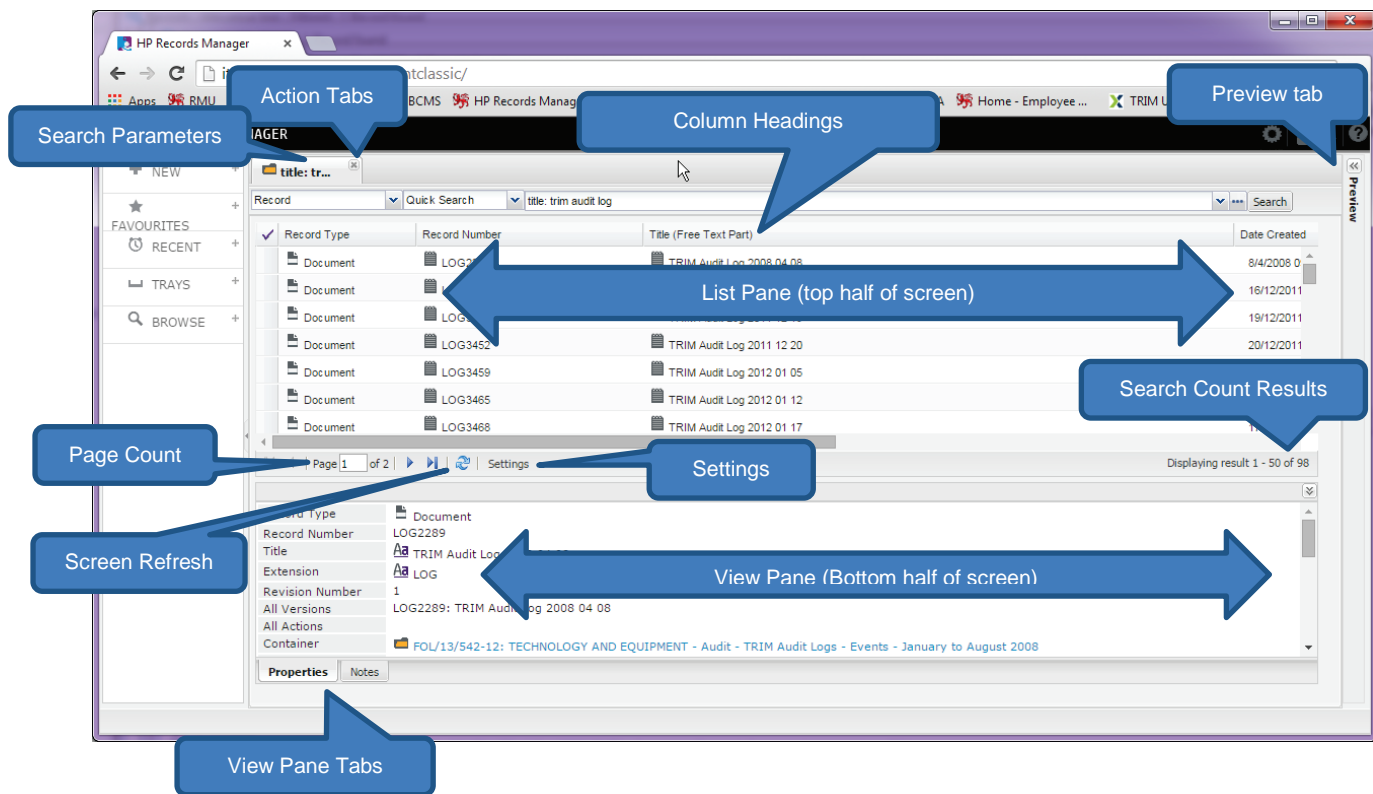 HP Records Manager
ntclassic/
Apps RMU BCMS HP Records Manag Home - Employee ... TRIM U
Action Tabs
Preview tab
Column Headings
Search Parameters
AGER
NEW
title: tr...
Preview
Record Quick Search title: trim audit log Search
FAVOURITES
Record Type Record Number Title (Free Text Part) Date Created
RECENT
Document TRIM Audit Log 2008 04 08 8/4/2008
TRAYS
Document 16/12/2011
List Pane (top half of screen)
BROWSE
Document 19/12/2011
Document LOG3452 TRIM Audit Log 2011 12 20 20/12/2011
Document LOG3459 TRIM Audit Log 2012 01 05
Search Count Results
Document LOG3465 TRIM Audit Log 2012 01 12
Document LOG3468 TRIM Audit Log 2012 01 17
Page Count
Page 1 of 2 Settings Displaying result 1 - 50 of 98
Settings
Type Document
Record Number LOG2289
Title TRIM Audit Log
Screen Refresh
Extension LOG
View Pane (Bottom half of screen)
Revision Number 1
All Versions LOG2289: TRIM Audit Log 2008 04 08
All Actions
Container FOL/13/542-12: TECHNOLOGY AND EQUIPMENT - Audit - TRIM Audit Logs - Events - January to August 2008
Properties Notes
View Pane Tabs